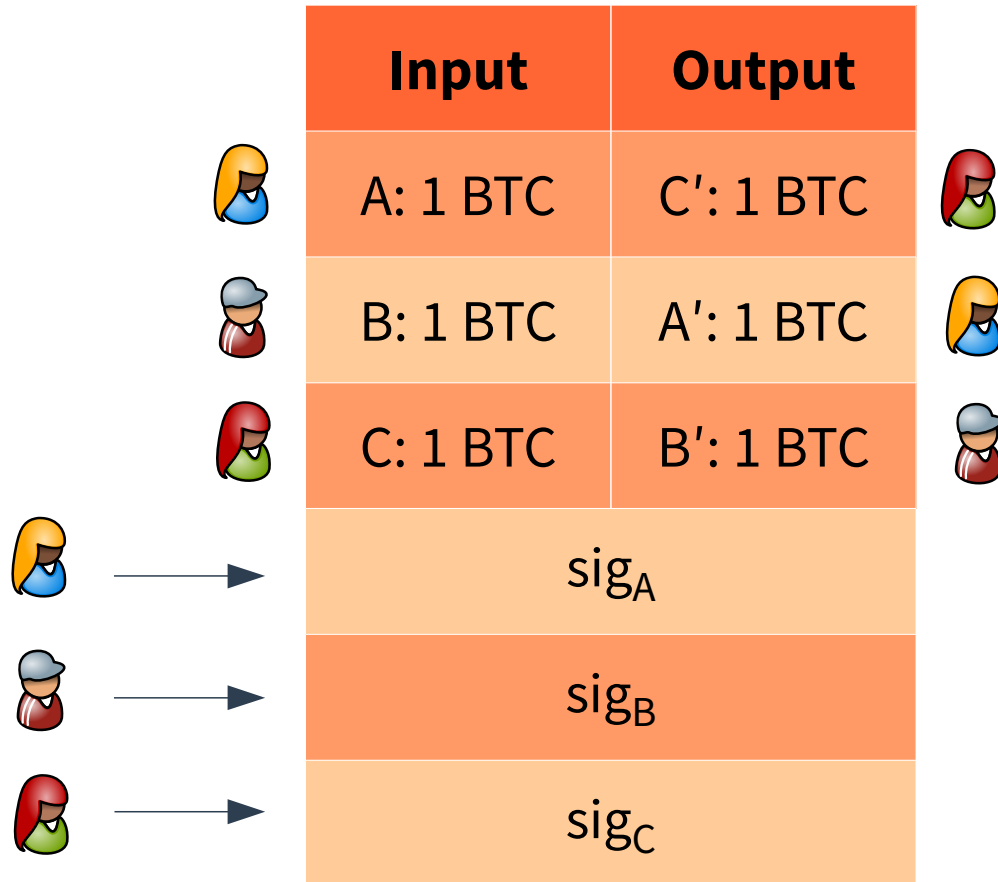 Input Output
A: 1 BTC C′: 1 BTC
B: 1 BTC A′: 1 BTC
C: 1 BTC B′: 1 BTC
sigA
sigB
sigC